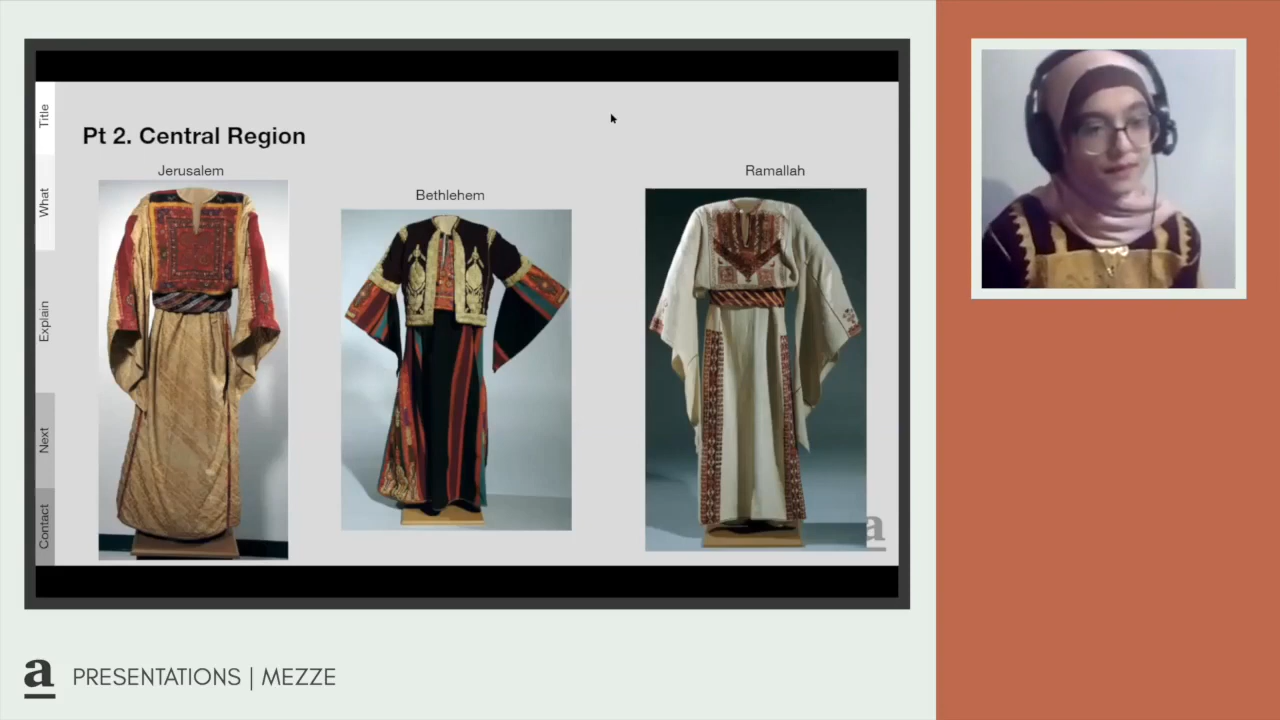 Title
What
Explain
Next
Contact
Pt 2. Central Region
Jerusalem
Bethlehem
Ramallah
a
a PRESENTATIONS | MEZZE